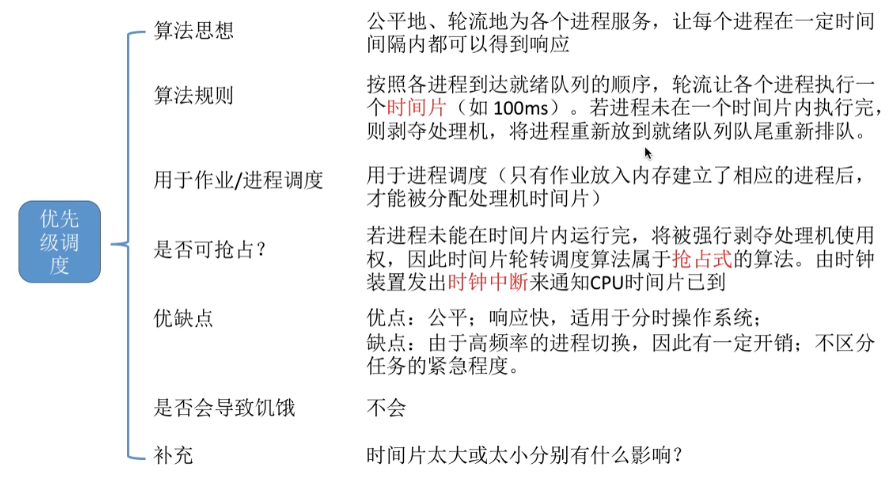 算法思想
公平地、轮流地为各个进程服务，让每个进程在一定时间
间隔内都可以得到响应
算法规则
按照各进程到达就绪队列的顺序，轮流让各个进程执行一
个时间片（如 100ms）。若进程未在一个时间片内执行完，
则剥夺处理机，将进程重新放到就绪队列队尾重新排队。
用于作业/进程调度
用于进程调度（只有作业放入内存建立了相应的进程后，
才能被分配处理机时间片）
优先
级调
度
是否可抢占？
若进程未能在时间片内运行完，将被强行剥夺处理机使用
权，因此时间片轮转调度算法属于抢占式的算法。由时钟
装置发出时钟中断来通知CPU时间片已到
优缺点
优点：公平；响应快，适用于分时操作系统；
缺点：由于高频率的进程切换，因此有一定开销；不区分
任务的紧急程度。
是否会导致饥饿
不会
补充
时间片太大或太小分别有什么影响？